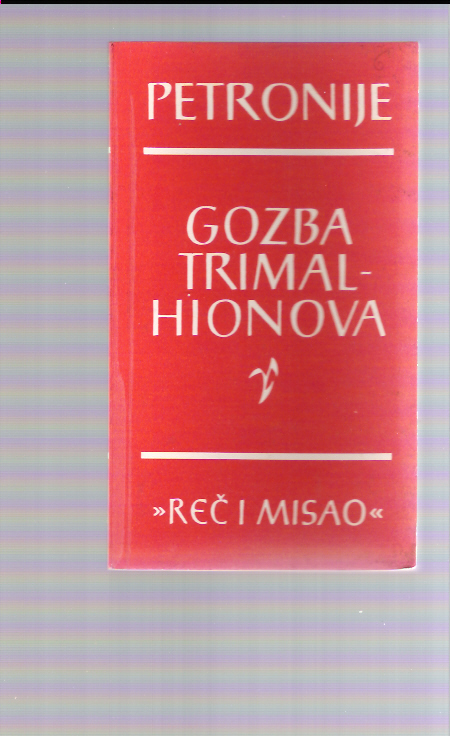 PETRONIJE
GOZBA
TRIMAL-
HIONOVA
»REČ I MISAO«